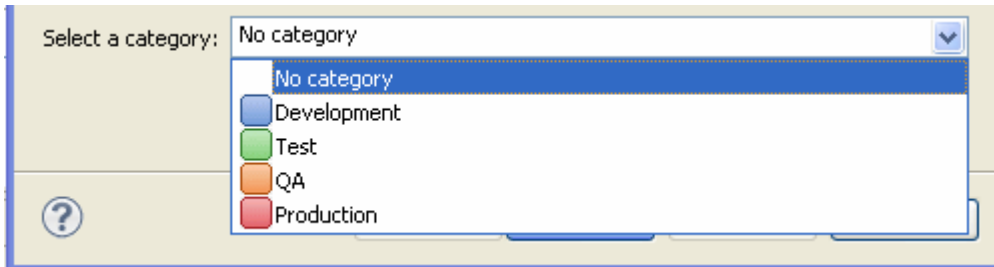 Select a category: No category
No category
Development
Test
QA
Production
?